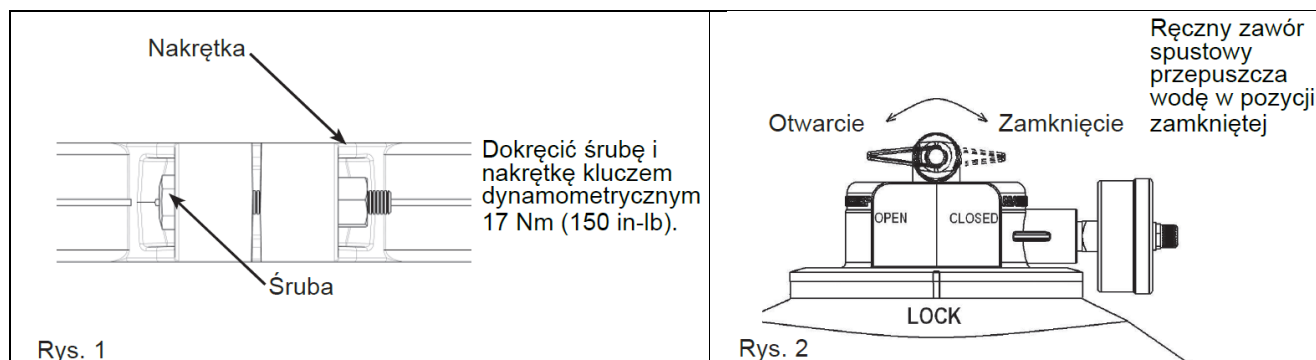 Nakrętka
Dokręcić śrubę i
nakrętkę kluczem
dynamometrycznym
17 Nm (150 in-lb).
Śruba
Rys. 1
Ręczny zawór
spustowy
przepuszcza
wodę w pozycji
zamkniętej
Otwarcie
Zamknięcie
OPEN
CLOSED
LOCK
Rys. 2